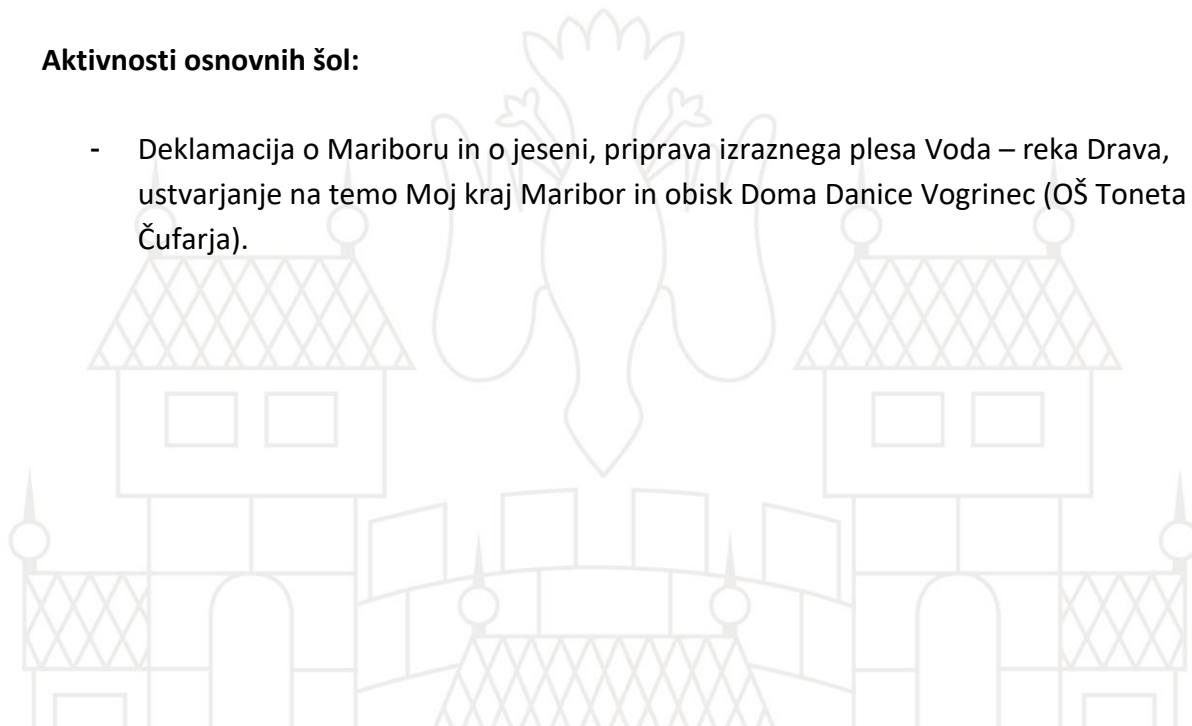 Aktivnosti osnovnih šol:
- Deklamacija o Mariboru in o jeseni, priprava izraznega plesa Voda – reka Drava,
ustvarjanje na temo Moj kraj Maribor in obisk Doma Danice Vogrinec (OŠ Toneta
Čufarja).